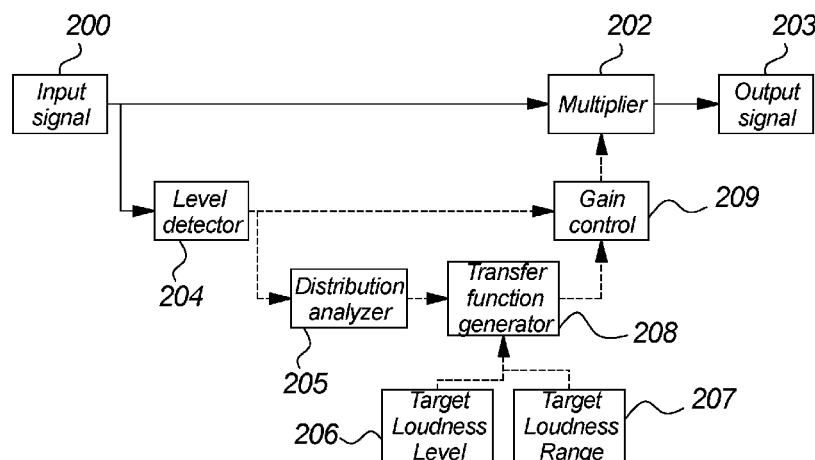 200
202
203
Input
signal
Multiplier
Output
signal
Level
detector
204
Gain
control
209
Distribution
analyzer
205
Transfer
function
generator
208
206
Target
Loudness
Level
Target
Loudness
Range
207